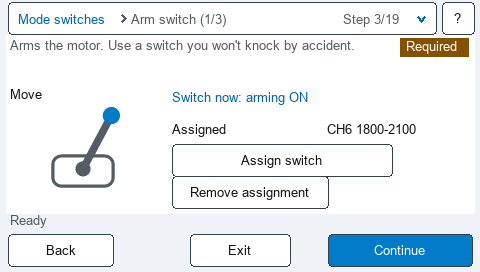 Mode switches > Arm switch (1/3) Step 3/19 ?
Arms the motor. Use a switch you won't knock by accident. Required
Move
Switch now: arming ON
Assigned CH6 1800-2100
Assign switch
Remove assignment
Ready
Back Exit Continue